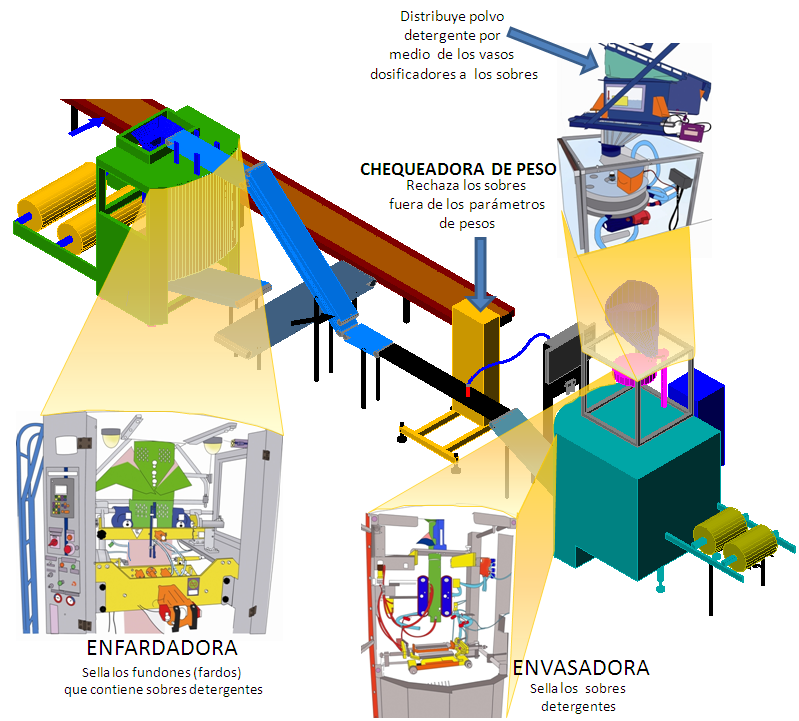 Distribuye polvo
detergente por
medio de los vasos
dosificadores a los sobres
CHEQUEADORA DE PESO
Rechaza los sobres
fuera de los parámetros
de pesos
ENFARDADORA
Sella los fundones (fardos)
que contiene sobres detergentes
ENVASADORA
Sella los sobres
detergentes